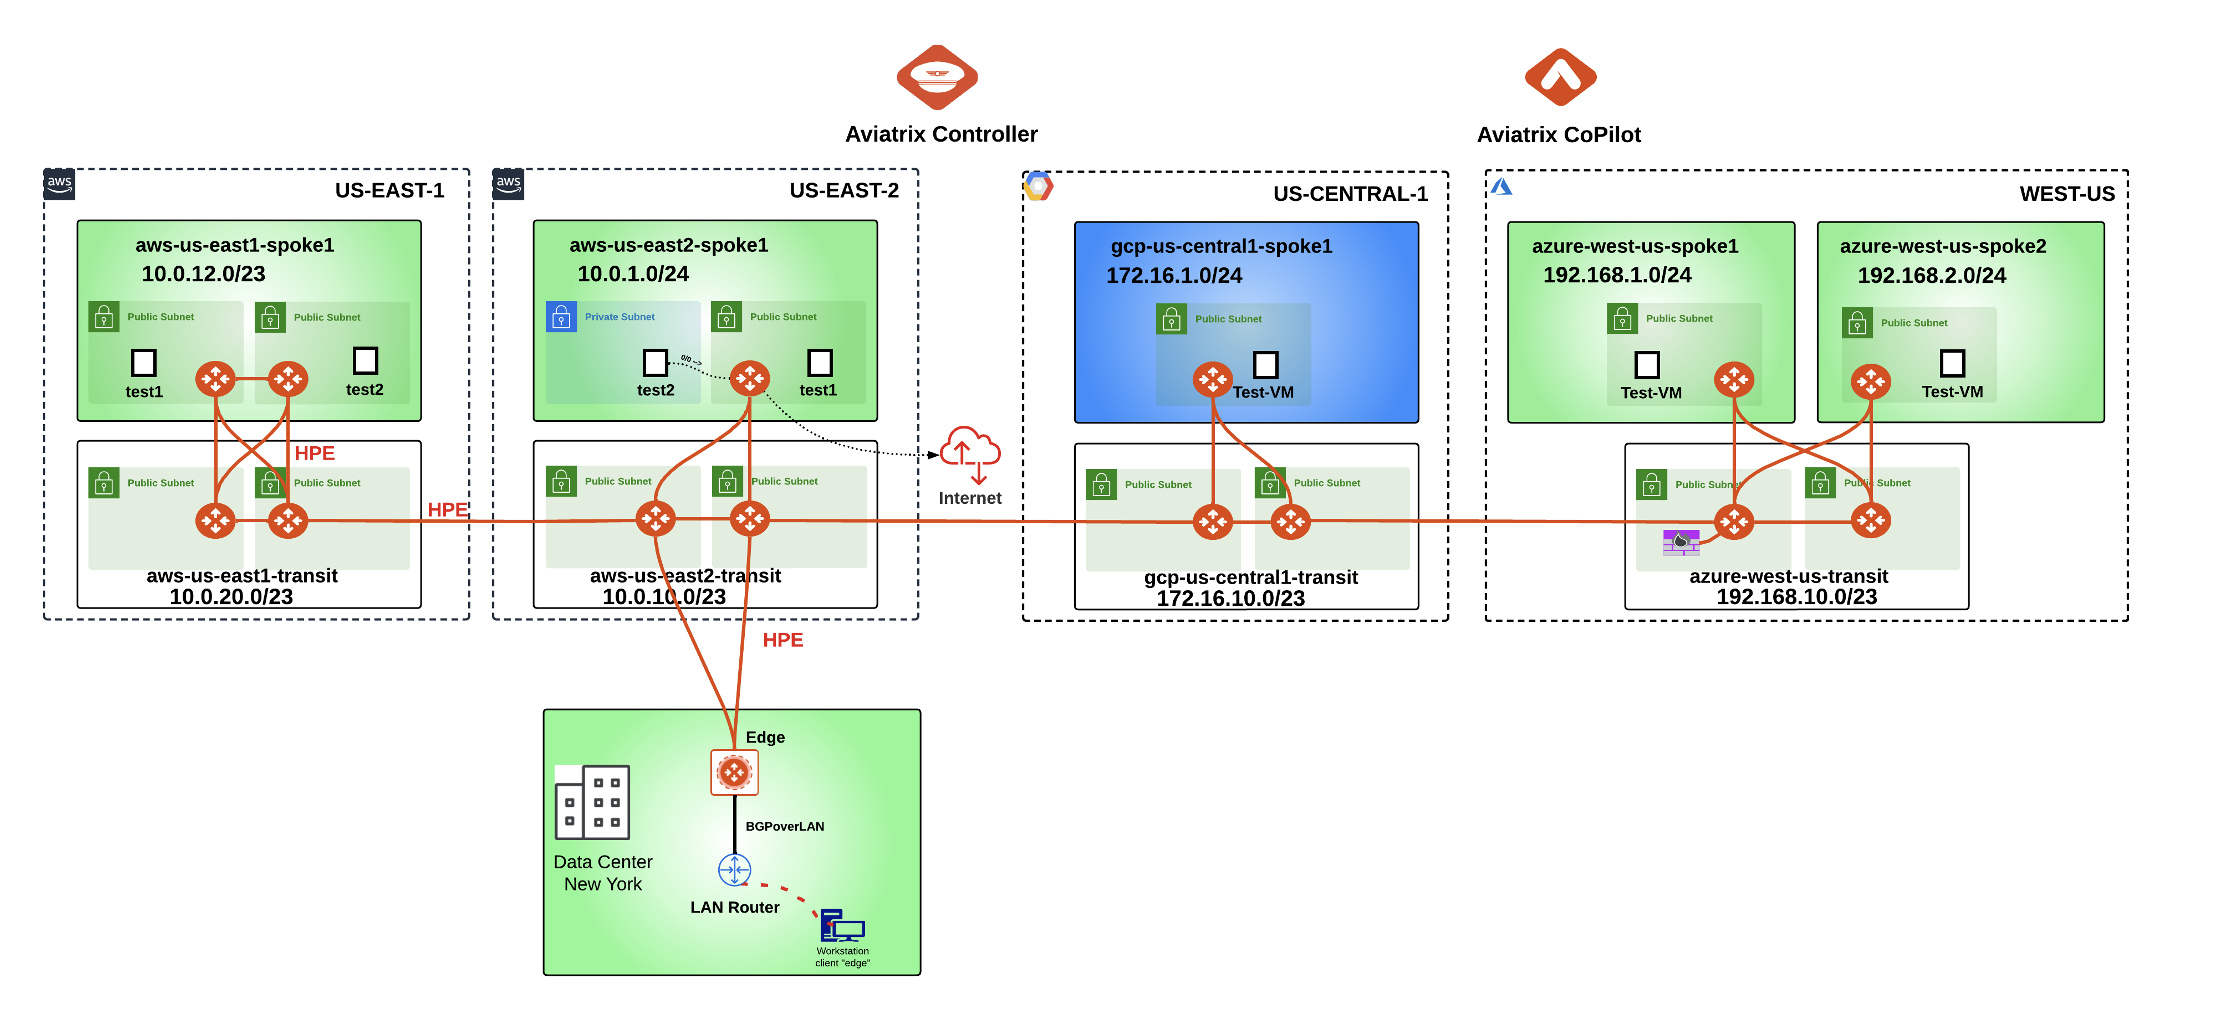 Aviatrix Controller
Aviatrix CoPilot
aws
US-EAST-1
aws-us-east1-spoke1
10.0.12.0/23
Public Subnet
Public Subnet
test1
test2
HPE
Public Subnet
Public Subnet
aws-us-east1-transit
10.0.20.0/23
HPE
aws
US-EAST-2
aws-us-east2-spoke1
10.0.1.0/24
Private Subnet
Public Subnet
0/0 -->
test2
test1
Public Subnet
Public Subnet
aws-us-east2-transit
10.0.10.0/23
Internet
HPE
US-CENTRAL-1
gcp-us-central1-spoke1
172.16.1.0/24
Public Subnet
Test-VM
Public Subnet
Public Subnet
gcp-us-central1-transit
172.16.10.0/23
WEST-US
azure-west-us-spoke1
192.168.1.0/24
Public Subnet
Test-VM
azure-west-us-spoke2
192.168.2.0/24
Public Subnet
Test-VM
Public Subnet
Public Subnet
azure-west-us-transit
192.168.10.0/23
Edge
BGPoverLAN
Data Center
New York
LAN Router
Workstation
client "edge"